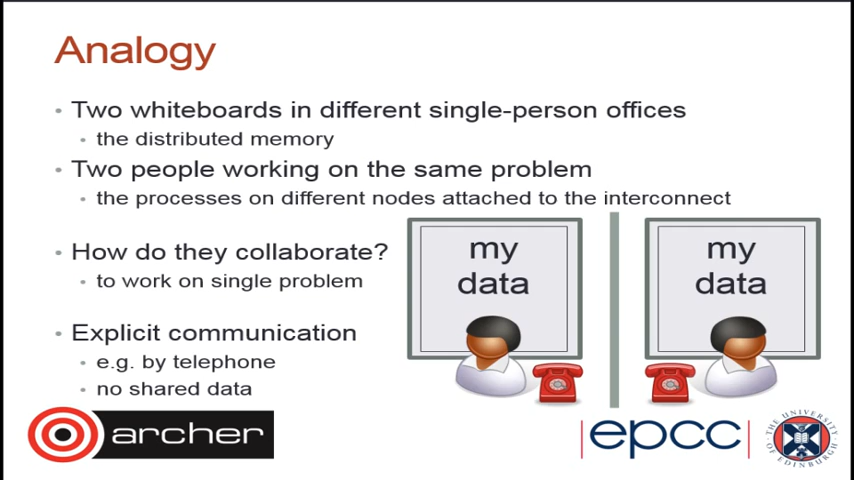 Analogy
• Two whiteboards in different single-person offices
• the distributed memory
• Two people working on the same problem
• the processes on different nodes attached to the interconnect
• How do they collaborate?
• to work on single problem
• Explicit communication
• e.g. by telephone
• no shared data
my
data
my
data
archer
epcc
THE UNIVERSITY
OF EDINBURGH